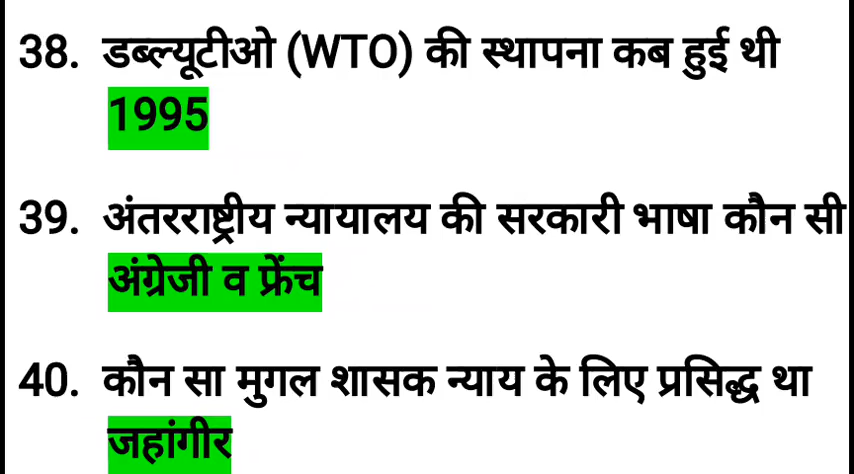 38. डब्ल्यूटीओ (WTO) की स्थापना कब हुई थी
1995
39. अंतरराष्ट्रीय न्यायालय की सरकारी भाषा कौन सी
अंग्रेजी व फ्रेंच
40. कौन सा मुगल शासक न्याय के लिए प्रसिद्ध था
जहांगीर